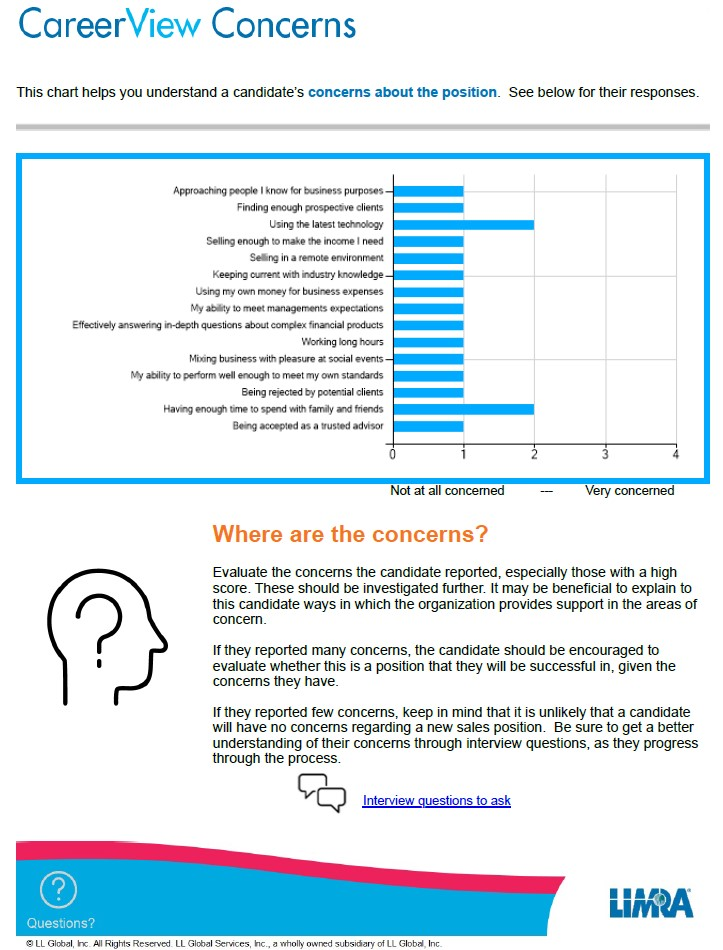 CareerView Concerns
This chart helps you understand a candidate's concerns about the position. See below for their responses.
Approaching people I know for business purposes
Finding enough prospective clients
Using the latest technology
Selling enough to make the income I need
Selling in a remote environment
Keeping current with industry knowledge
Using my own money for business expenses
My ability to meet managements expectations
Effectively answering in-depth questions about complex financial products
Working long hours
Mixing business with pleasure at social events
My ability to perform well enough to meet my own standards
Being rejected by potential clients
Having enough time to spend with family and friends
Being accepted as a trusted advisor
0 1 2 3 4
Not at all concerned --- Very concerned
Where are the concerns?
Evaluate the concerns the candidate reported, especially those with a high
score. These should be investigated further. It may be beneficial to explain to
this candidate ways in which the organization provides support in the areas of
concern.
If they reported many concerns, the candidate should be encouraged to
evaluate whether this is a position that they will be successful in, given the
concerns they have.
If they reported few concerns, keep in mind that it is unlikely that a candidate
will have no concerns regarding a new sales position. Be sure to get a better
understanding of their concerns through interview questions, as they progress
through the process.
Interview questions to ask
?
Questions?
LIMRA
© LL Global, Inc. All Rights Reserved. LL Global Services, Inc., a wholly owned subsidiary of LL Global, Inc.